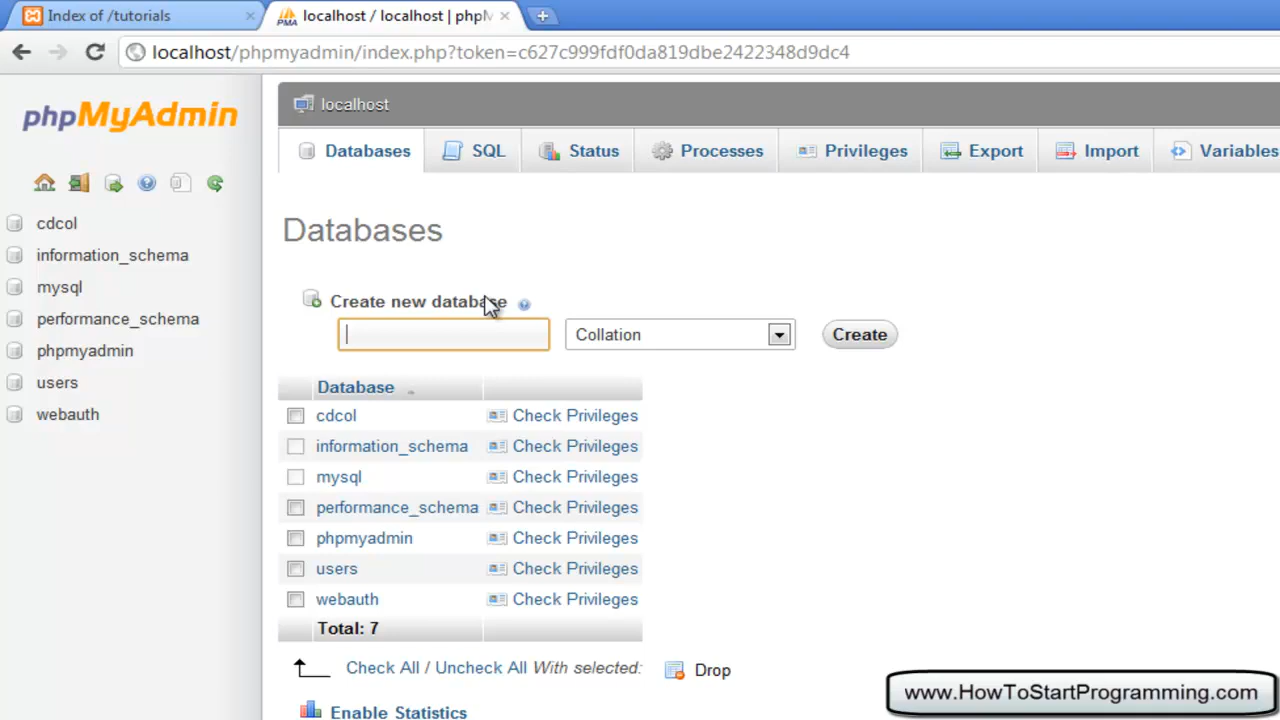 Index of /tutorials
localhost / localhost | phpM
localhost/phpmyadmin/index.php?token=c627c999fdf0da819dbe2422348d9dc4
phpMyAdmin
localhost
Databases SQL Status Processes Privileges Export Import Variables
cdcol
information_schema
mysql
performance_schema
phpmyadmin
users
webauth
Databases
Create new database
Collation Create
Database
cdcol Check Privileges
information_schema Check Privileges
mysql Check Privileges
performance_schema Check Privileges
phpmyadmin Check Privileges
users Check Privileges
webauth Check Privileges
Total: 7
Check All / Uncheck All With selected: Drop
Enable Statistics
www.HowToStartProgramming.com